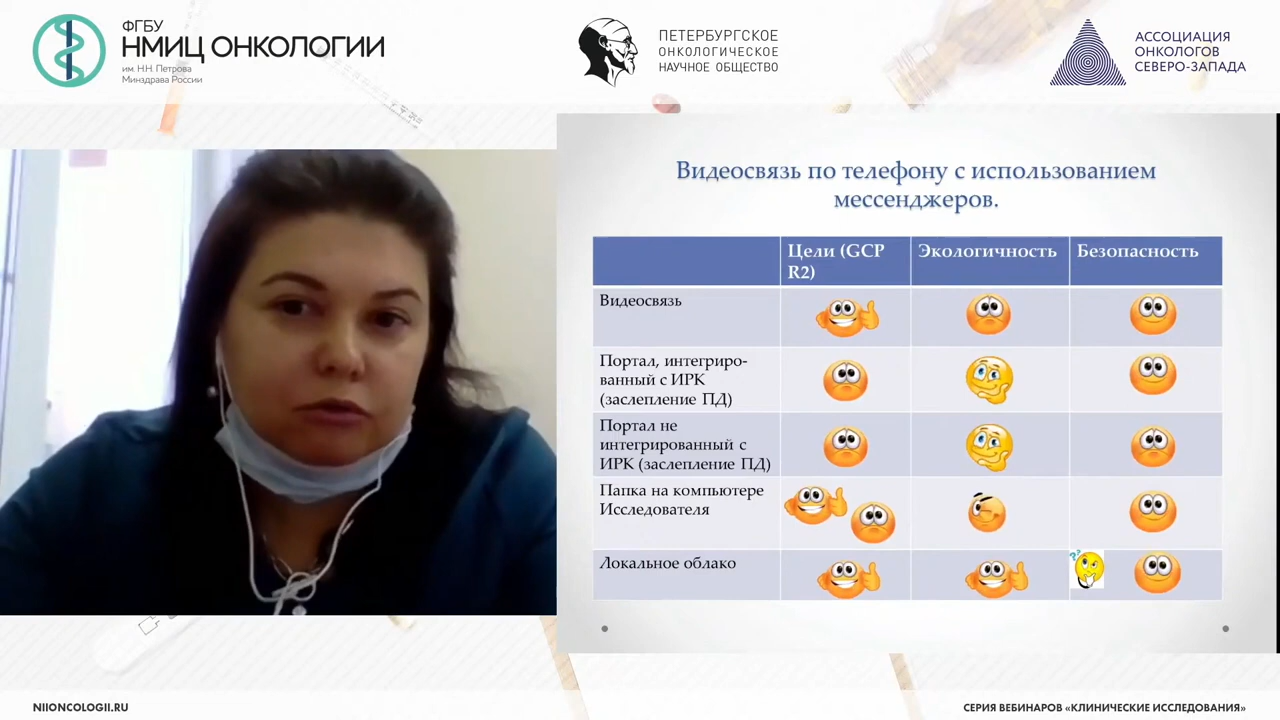 ФГБУ
НМИЦ ОНКОЛОГИИ
им. Н.Н. Петрова
Минздрава России
ПЕТЕРБУРГСКОЕ
ОНКОЛОГИЧЕСКОЕ
НАУЧНОЕ ОБЩЕСТВО
АССОЦИАЦИЯ
ОНКОЛОГОВ
СЕВЕРО-ЗАПАДА
Видеосвязь по телефону с использованием
мессенджеров.
Цели (GCP
R2)
Экологичность
Безопасность
Видеосвязь
Портал, интегриро-
ванный с ИРК
(заслепление ПД)
Портал не
интегрированный с
ИРК (заслепление ПД)
Папка на компьютере
Исследователя
Локальное облако
NIIONCOLOGII.RU
СЕРИЯ ВЕБИНАРОВ «КЛИНИЧЕСКИЕ ИССЛЕДОВАНИЯ»